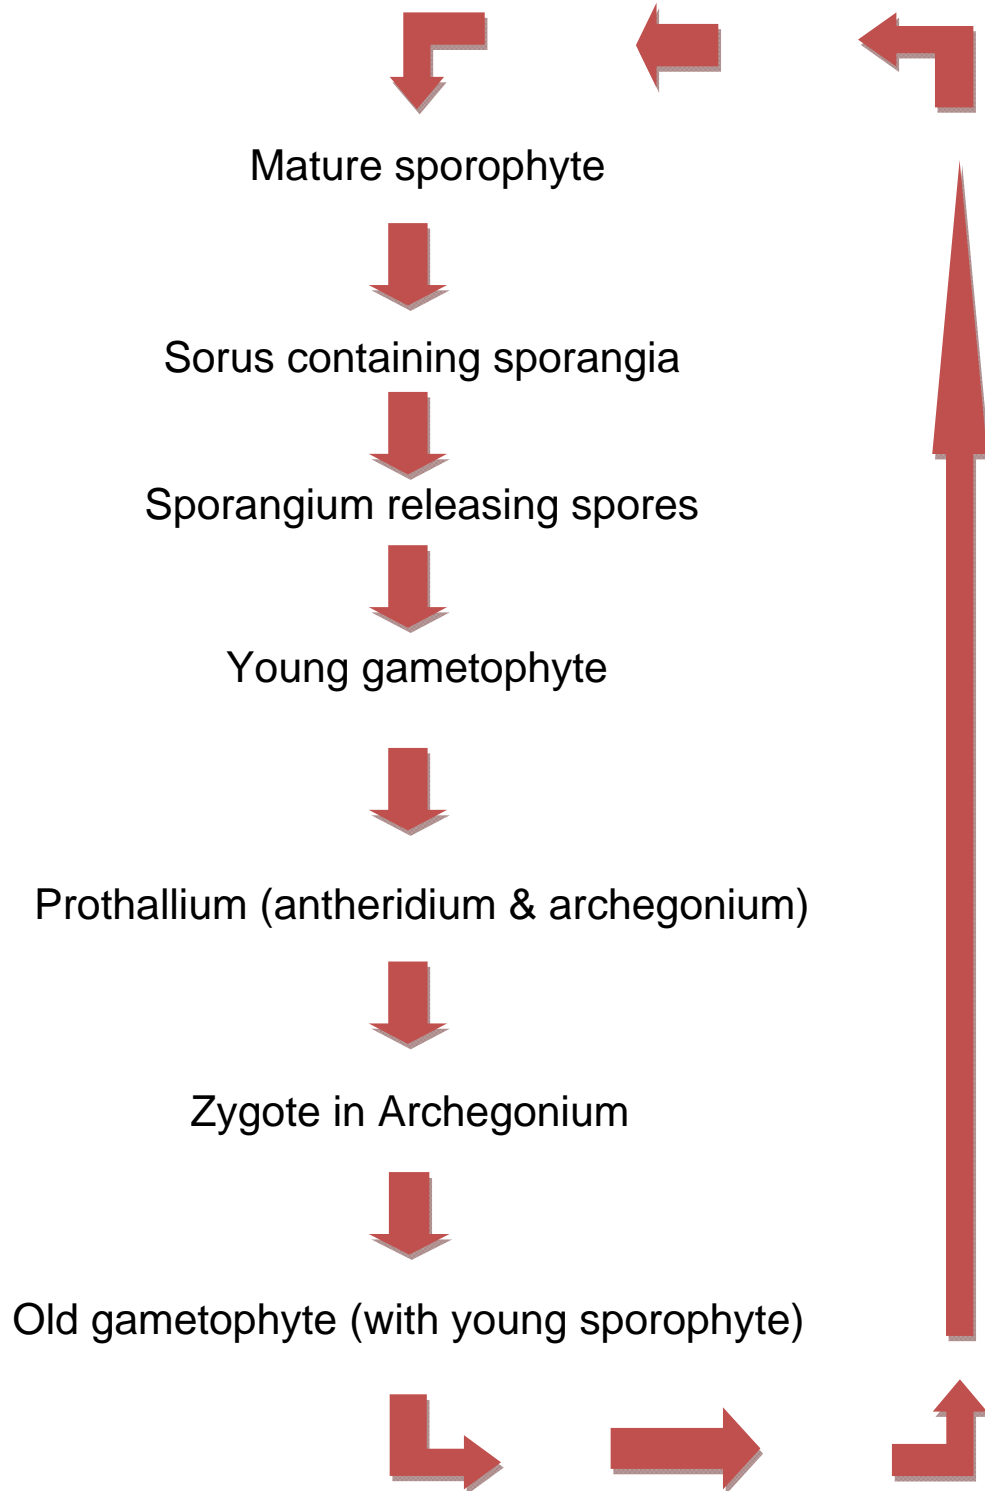 Mature sporophyte
Sorus containing sporangia
Sporangium releasing spores
Young gametophyte
Prothallium (antheridium & archegonium)
Zygote in Archegonium
Old gametophyte (with young sporophyte)